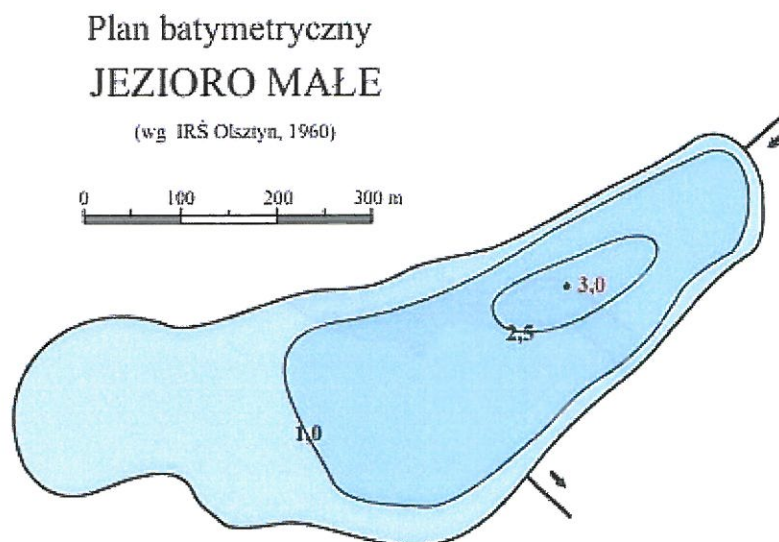 Plan batymetryczny
JEZIORO MAŁE
(wg IRŚ Olsztyn, 1960)
0 100 200 300 m
3,0
2,5
1,0